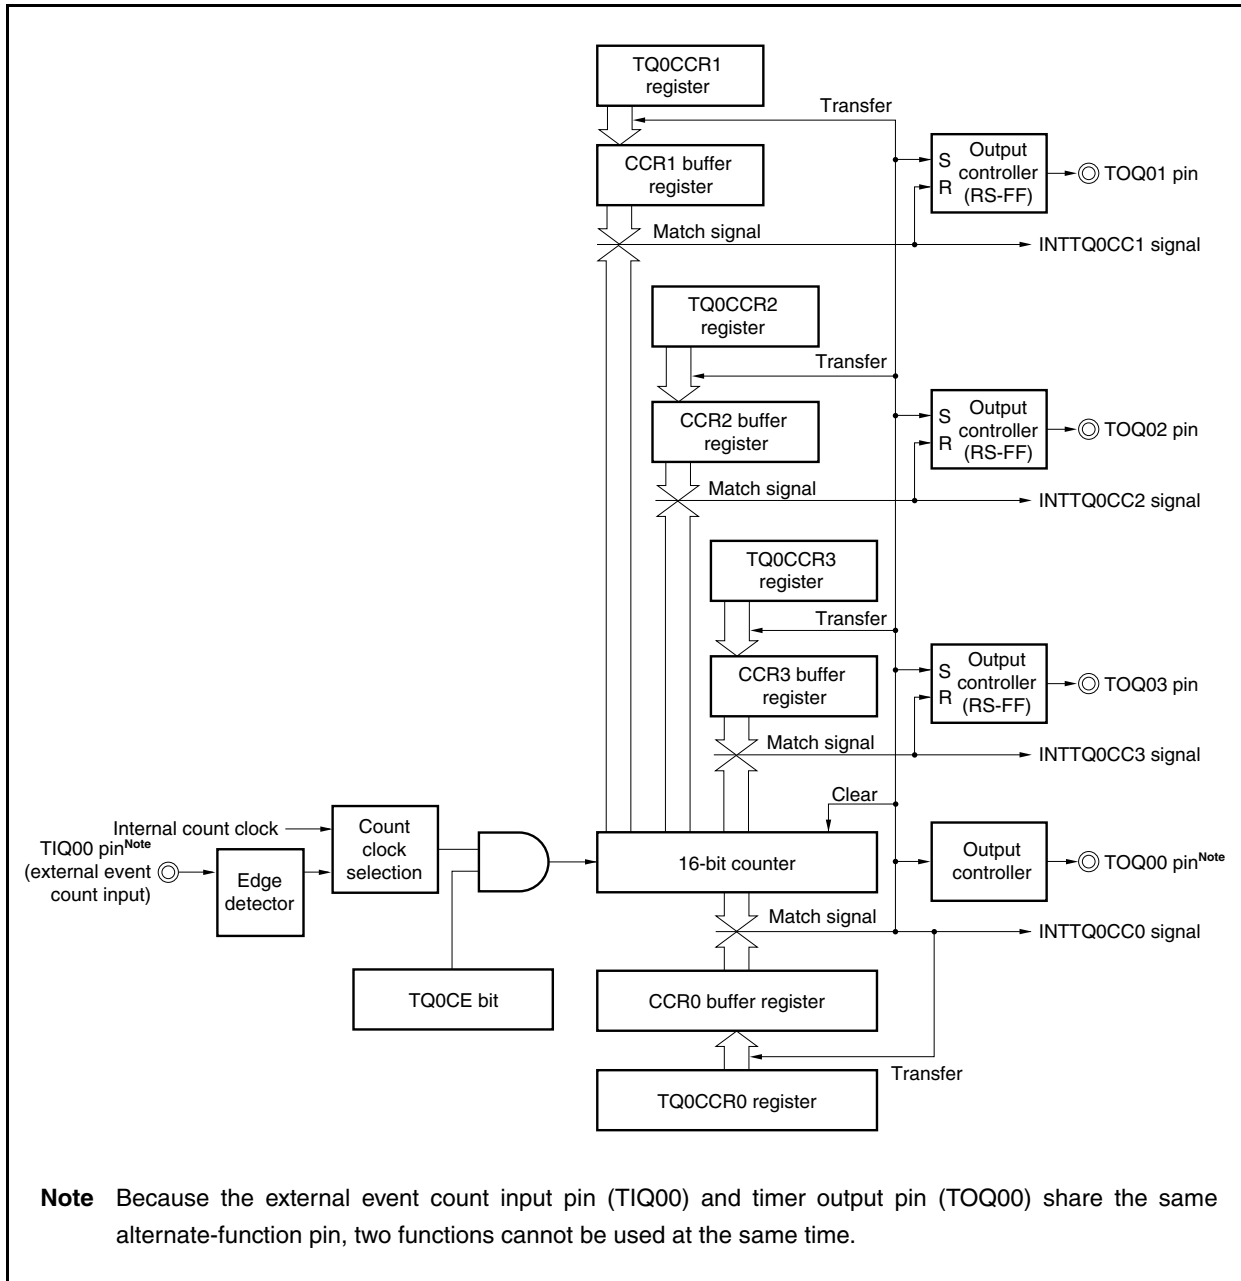 TQ0CCR1
register
Transfer
CCR1 buffer
register
S
R
Output
controller
(RS-FF)
TOQ01 pin
Match signal
INTTQ0CC1 signal
TQ0CCR2
register
Transfer
CCR2 buffer
register
S
R
Output
controller
(RS-FF)
TOQ02 pin
Match signal
INTTQ0CC2 signal
TQ0CCR3
register
Transfer
CCR3 buffer
register
S
R
Output
controller
(RS-FF)
TOQ03 pin
Match signal
INTTQ0CC3 signal
Clear
Internal count clock
TIQ00 pinNote
(external event
count input)
Edge
detector
Count
clock
selection
16-bit counter
Output
controller
TOQ00 pinNote
Match signal
INTTQ0CC0 signal
TQ0CE bit
CCR0 buffer register
Transfer
TQ0CCR0 register
Note Because the external event count input pin (TIQ00) and timer output pin (TOQ00) share the same
alternate-function pin, two functions cannot be used at the same time.